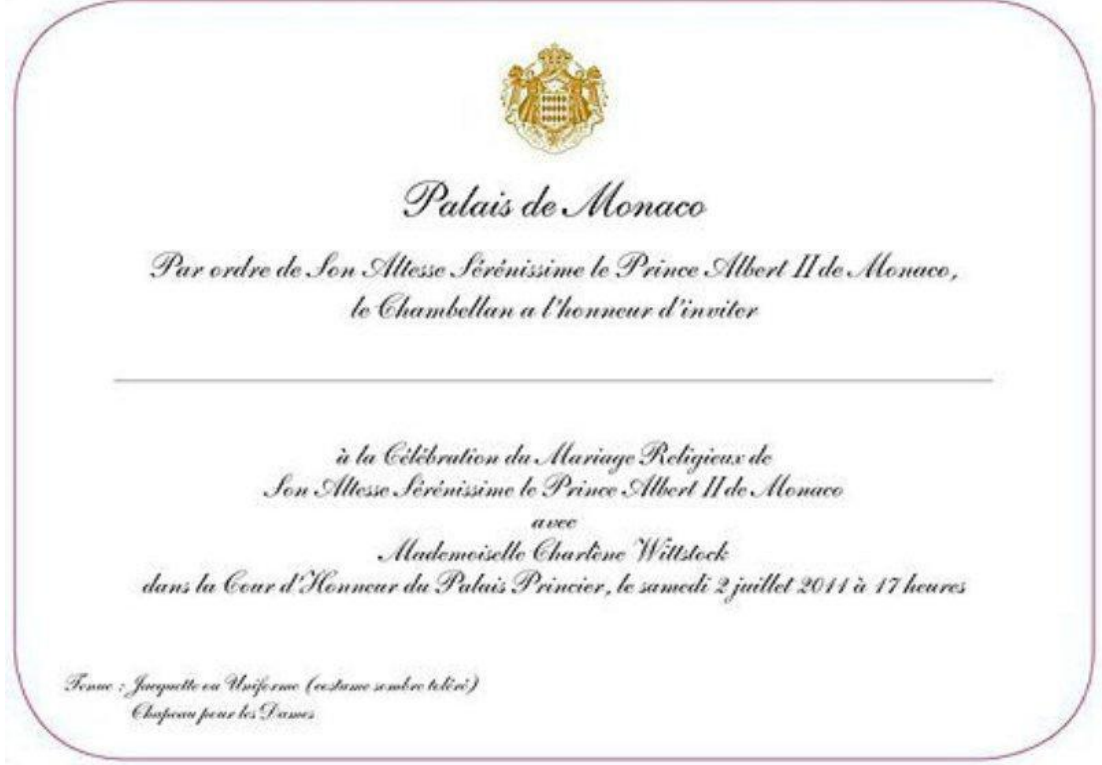 Palais de Monaco
Par ordre de Son Altesse Sérénissime le Prince Albert II de Monaco,
le Chambellan a l'honneur d'inviter
à la Célébration du Mariage Religieux de
Son Altesse Sérénissime le Prince Albert II de Monaco
avec
Mademoiselle Charlène Wittstock
dans la Cour d'Honneur du Palais Princier, le samedi 2 juillet 2011 à 17 heures
Tenue : Jacquette ou Uniforme (costume sombre toléré)
Chapeau pour les Dames